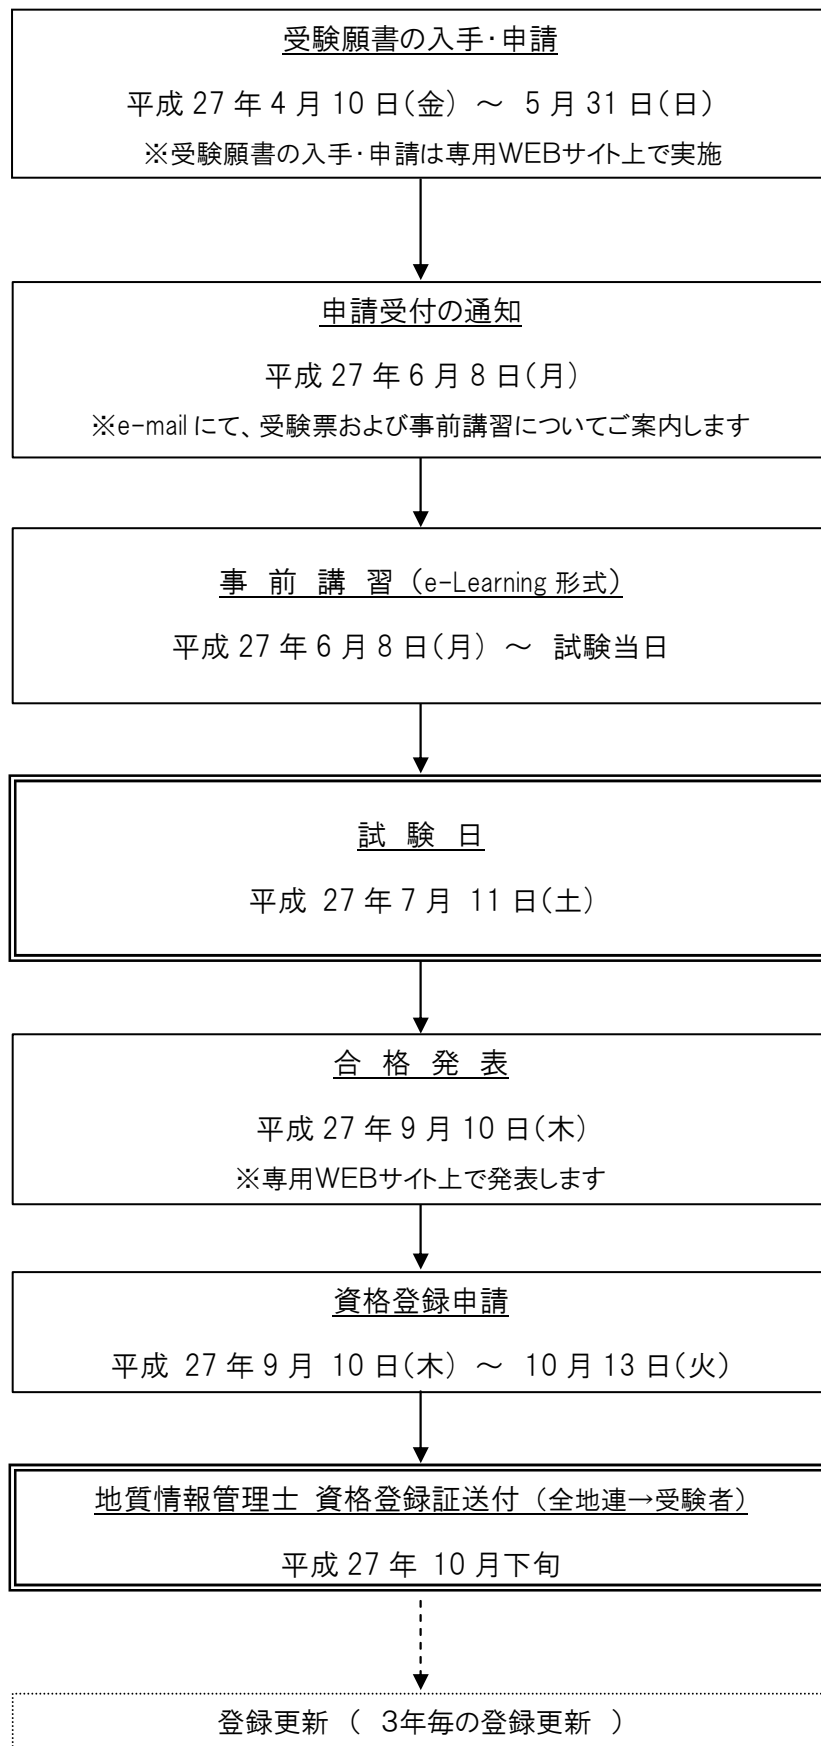 受験願書の入手・申請
平成 27 年 4 月 10 日(金) ～ 5 月 31 日(日)
※受験願書の入手・申請は専用WEBサイト上で実施
申請受付の通知
平成 27 年 6 月 8 日(月)
※e-mail にて、受験票および事前講習についてご案内します
事 前 講 習 (e-Learning 形式)
平成 27 年 6 月 8 日(月) ～ 試験当日
試 験 日
平成 27 年 7 月 11 日(土)
合 格 発 表
平成 27 年 9 月 10 日(木)
※専用WEBサイト上で発表します
資格登録申請
平成 27 年 9 月 10 日(木) ～ 10 月 13 日(火)
地質情報管理士 資格登録証送付 (全地連→受験者)
平成 27 年 10 月下旬
登録更新 ( 3年毎の登録更新 )